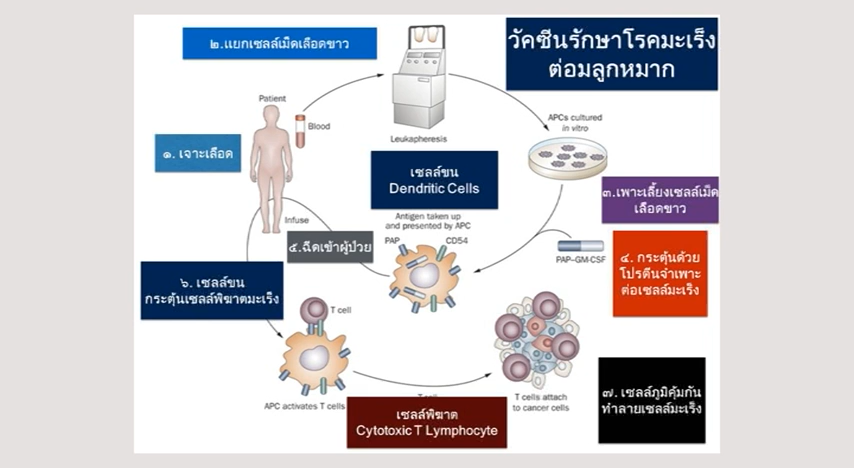 ๒.แยกเซลล์เม็ดเลือดขาว
วัคซีนรักษาโรคมะเร็ง
ต่อมลูกหมาก
Patient
Blood
Leukapheresis
APCs cultured
in vitro
๑. เจาะเลือด
เซลล์ขน
Dendritic Cells
๓.เพาะเลี้ยงเซลเม็ด
เลือดขาว
Infuse
Antigen taken up
and presented by APC
PAP
CD54
๕.ฉีดเข้าผู้ป่วย
PAP–GM-CSF
๔. กระตุ้นด้วย
โปรตีนจำเพาะ
ต่อเซลล์มะเร็ง
๖. เซลล์ขน
กระตุ้นเซลล์พิฆาตมะเร็ง
T cell
APC activates T cells
T cells attach
to cancer cells
๗. เซลล์ภูมิคุ้มกัน
ทำลายเซลล์มะเร็ง
เซลล์พิฆาต
Cytotoxic T Lymphocyte